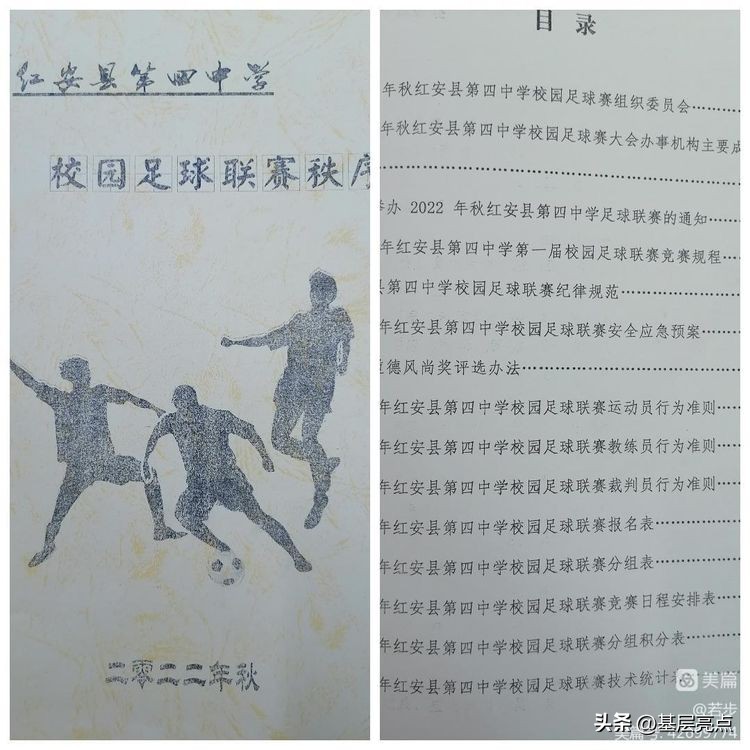 红安县第四中学
校园足球联赛秩序
二零二二年秋
目录
年秋红安县第四中学校园足球赛组织委员会
年秋红安县第四中学校园足球赛大会办事机构主要成
举办 2022 年秋红安县第四中学足球联赛的通知
年红安县第四中学第一届校园足球联赛竞赛规程
县第四中学校园足球联赛纪律规范
年红安县第四中学校园足球联赛安全应急预案
道德风尚奖评选办法
年红安县第四中学校园足球联赛运动员行为准则
年红安县第四中学校园足球联赛教练员行为准则
年红安县第四中学校园足球联赛裁判员行为准则
年红安县第四中学校园足球联赛报名表
年红安县第四中学校园足球联赛分组表
年红安县第四中学校园足球联赛竞赛日程安排表
年红安县第四中学校园足球联赛分组积分表
年红安县第四中学校园足球联赛技术统计表
美篇
@若步
头条 @基层亮点